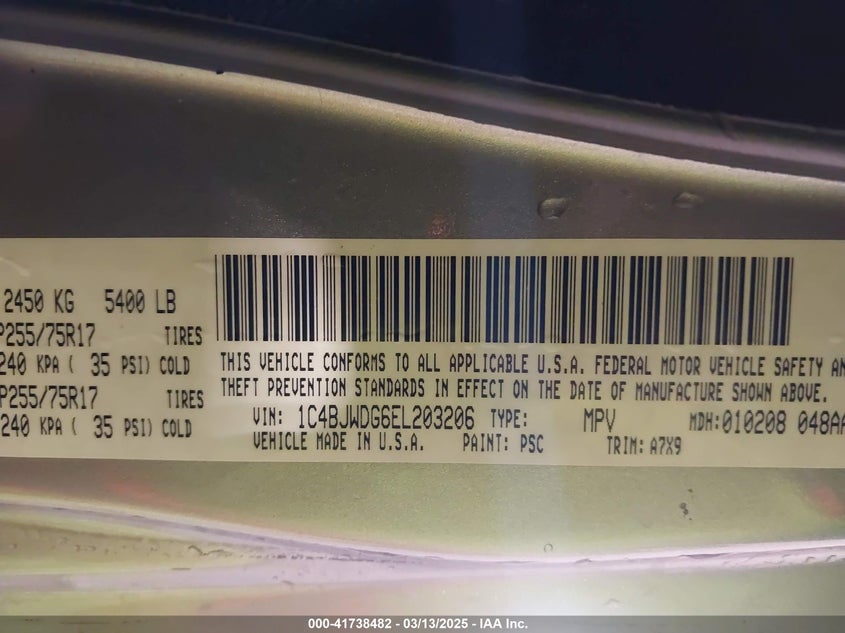 2450 KG 5400 LB
P255/75R17 TIRES
240 KPA ( 35 PSI) COLD
P255/75R17 TIRES
240 KPA ( 35 PSI) COLD
THIS VEHICLE CONFORMS TO ALL APPLICABLE U.S.A. FEDERAL MOTOR VEHICLE SAFETY AN
THEFT PREVENTION STANDARDS IN EFFECT ON THE DATE OF MANUFACTURE SHOWN ABOVE.
VIN: 1C4BJWDG6EL203206 TYPE: MPV MDH:010208 048AA
VEHICLE MADE IN U.S.A. PAINT: PSC TRIM: A7X9
000-41738482 - 03/13/2025 - IAA Inc.